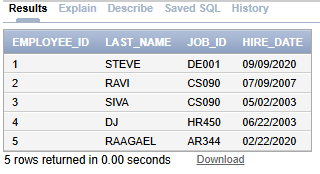 Results Explain Describe Saved SQL History
EMPLOYEE_ID LAST_NAME JOB_ID HIRE_DATE
1 STEVE DE001 09/09/2020
2 RAVI CS090 07/09/2007
3 SIVA CS090 05/02/2003
4 DJ HR450 06/22/2003
5 RAAGAEL AR344 02/22/2020
5 rows returned in 0.00 seconds Download